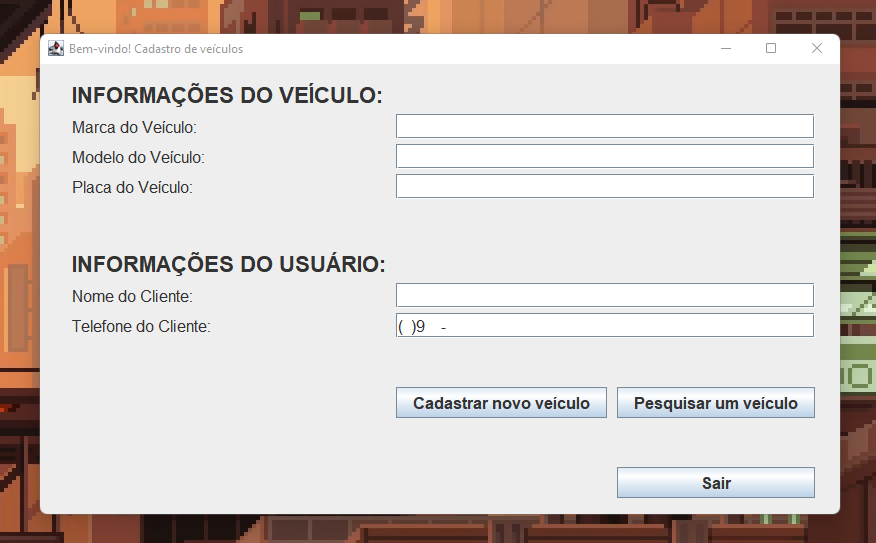 Bem-vindo! Cadastro de veículos
INFORMAÇÕES DO VEÍCULO:
Marca do Veículo:
Modelo do Veículo:
Placa do Veículo:
INFORMAÇÕES DO USUÁRIO:
Nome do Cliente:
Telefone do Cliente: (  )9    -
Cadastrar novo veículo Pesquisar um veículo
Sair